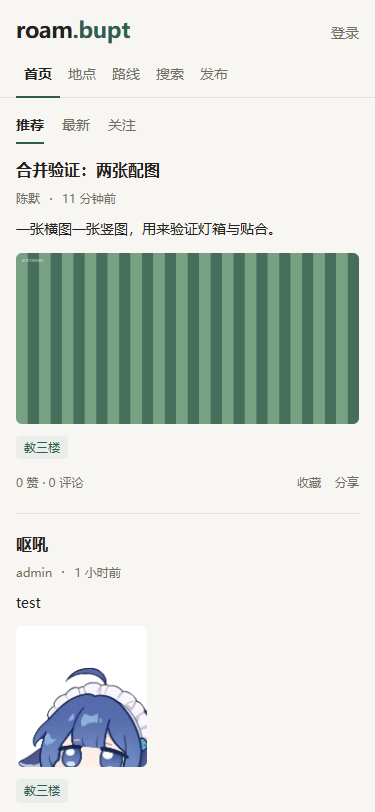 roam.bupt
登录
首页 地点 路线 搜索 发布
推荐 最新 关注
合并验证：两张配图
陈默 · 11 分钟前
一张横图一张竖图，用来验证灯箱与贴合。
教三楼
0 赞 · 0 评论
收藏 分享
呕吼
admin · 1 小时前
test
教三楼